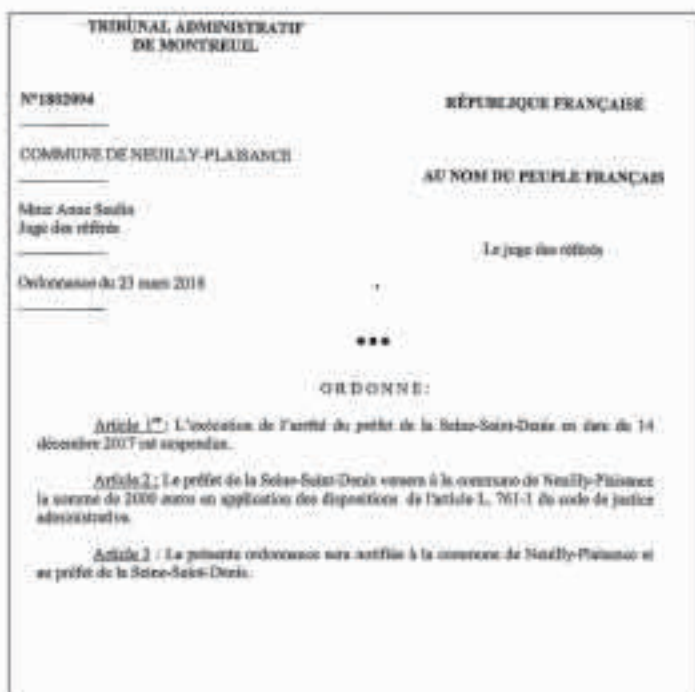 TRIBUNAL ADMINISTRATIF
DE MONTREUIL
N°1802094
RÉPUBLIQUE FRANÇAISE
COMMUNE DE NEUILLY-PLAISANCE
AU NOM DU PEUPLE FRANÇAIS
Mme Anne Seulin
Juge des référés
Le juge des référés
Ordonnance du 23 mars 2018
ORDONNE:
Article 1er : L'exécution de l'arrêté du préfet de la Seine-Saint-Denis en date du 14
décembre 2017 est suspendue.
Article 2 : Le préfet de la Seine-Saint-Denis versera à la commune de Neuilly-Plaisance
la somme de 2000 euros en application des dispositions de l'article L. 761-1 du code de justice
administrative.
Article 3 : La présente ordonnance sera notifiée à la commune de Neuilly-Plaisance et
au préfet de la Seine-Saint-Denis.